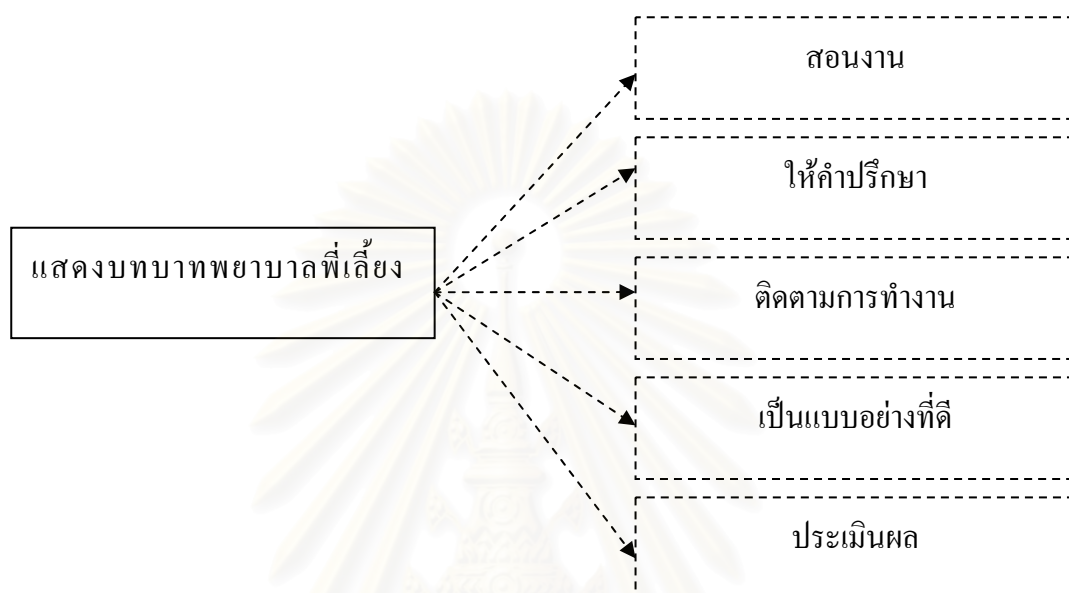 สอนงาน
ให้คำปรึกษา
แสดงบทบาทพยาบาลพี่เลี้ยง
ติดตามการทำงาน
เป็นแบบอย่างที่ดี
ประเมินผล